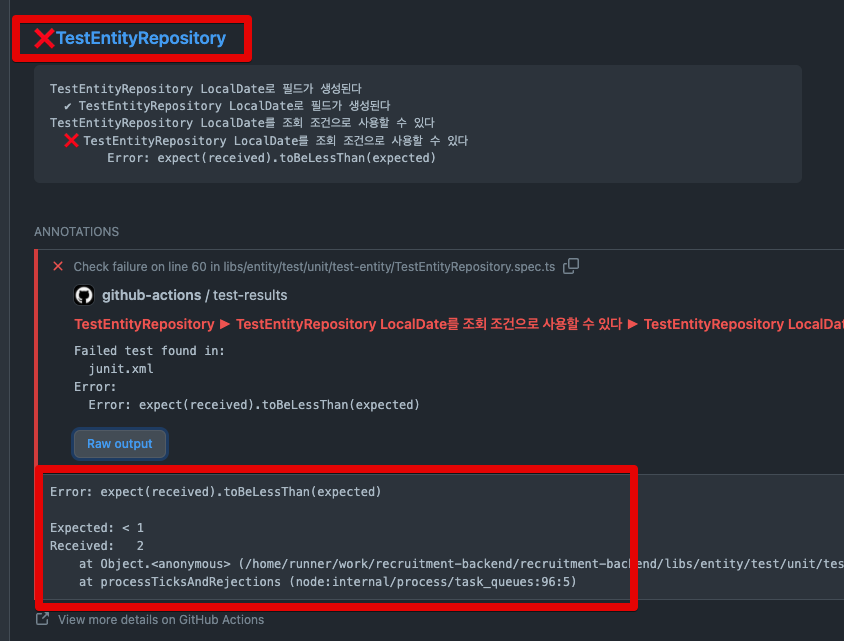 ❌TestEntityRepository
TestEntityRepository LocalDate로 필드가 생성된다
✔ TestEntityRepository LocalDate로 필드가 생성된다
TestEntityRepository LocalDate를 조회 조건으로 사용할 수 있다
❌ TestEntityRepository LocalDate를 조회 조건으로 사용할 수 있다
Error: expect(received).toBeLessThan(expected)
ANNOTATIONS
Check failure on line 60 in libs/entity/test/unit/test-entity/TestEntityRepository.spec.ts
github-actions / test-results
TestEntityRepository ► TestEntityRepository LocalDate를 조회 조건으로 사용할 수 있다 ► TestEntityRepository LocalDat
Failed test found in:
junit.xml
Error:
Error: expect(received).toBeLessThan(expected)
Raw output
Error: expect(received).toBeLessThan(expected)
Expected: < 1
Received:   2
at Object.<anonymous> (/home/runner/work/recruitment-backend/recruitment-backend/libs/entity/test/unit/tes
at processTicksAndRejections (node:internal/process/task_queues:96:5)
View more details on GitHub Actions